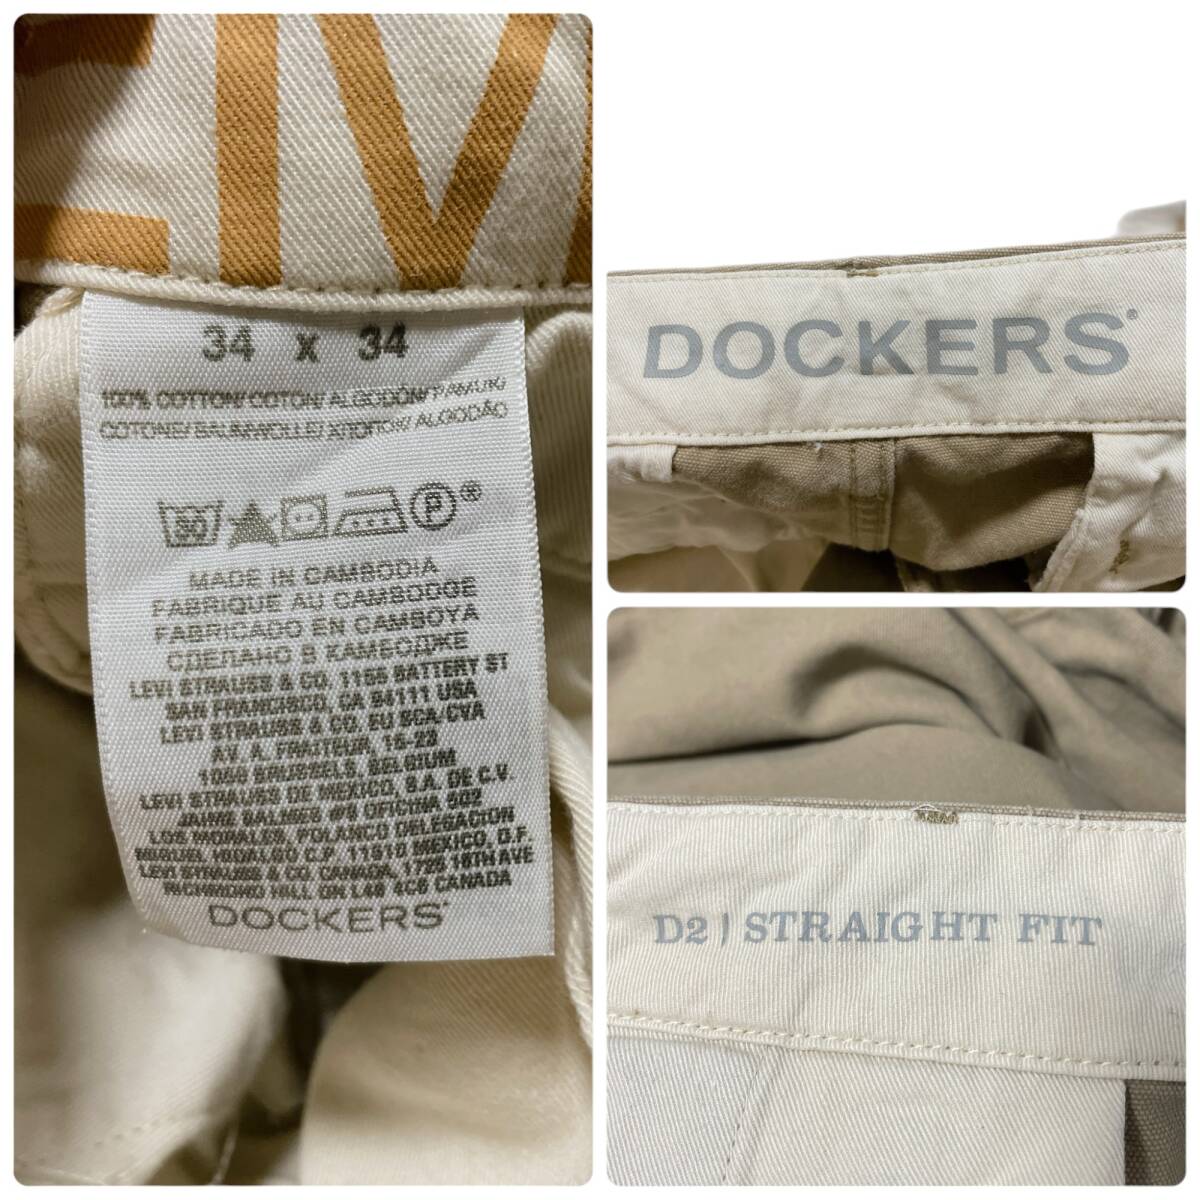 34 x 34
100% COTTON/COTON/ALGODÓN/PAMUK/
COTONE/BAUMWOLLE/ХЛОПОК/ALGODÃO
P®
MADE IN CAMBODIA
FABRIQUE AU CAMBODGE
FABRICADO EN CAMBOYA
СДЕЛАНО В КАМБОДЖЕ
LEVI STRAUSS & CO, 1155 BATTERY ST
SAN FRANCISCO, CA 94111 USA
LEVI STRAUSS & CO. EU SCA/CVA
AV. A. FRAITEUR, 15-23
1050 BRUSSELS, BELGIUM
LEVI STRAUSS DE MEXICO, S.A. DE C.V.
JAIME BALMES OFICINA 502
LOS MORALES, POLANCO DELEGACION
MIGUEL HIDALGO C.P. 11510 MEXICO, D.F.
LEVI STRAUSS & CO. CANADA, 1725 16TH AVE
RICHMOND HILL ON L4B 4C6 CANADA
DOCKERS®
DOCKERS®
D2 | STRAIGHT FIT